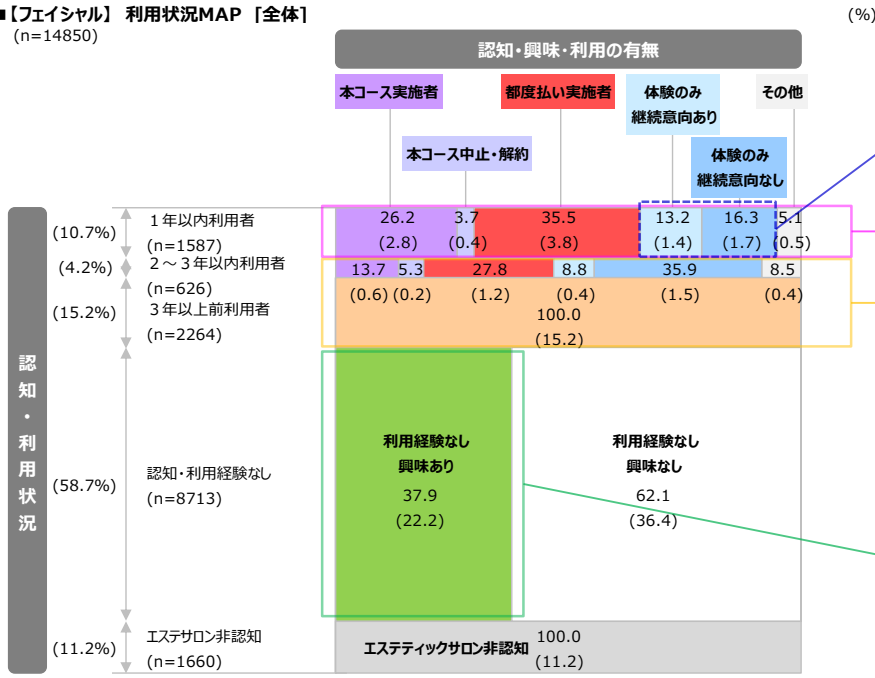 ■【フェイシャル】 利用状況MAP ［全体］
(n=14850)
(%)
認知・興味・利用の有無
本コース実施者
都度払い実施者
体験のみ
継続意向あり
その他
本コース中止・解約
体験のみ
継続意向なし
認知・利用状況
(10.7%)
１年以内利用者
(n=1587)
26.2 3.7 35.5 13.2 16.3 5.1
(2.8) (0.4) (3.8) (1.4) (1.7) (0.5)
(4.2%)
２～３年以内利用者
(n=626)
13.7 5.3 27.8 8.8 35.9 8.5
(0.6) (0.2) (1.2) (0.4) (1.5) (0.4)
(15.2%)
３年以上前利用者
(n=2264)
100.0
(15.2)
(58.7%)
認知・利用経験なし
(n=8713)
利用経験なし
興味あり
37.9
(22.2)
利用経験なし
興味なし
62.1
(36.4)
(11.2%)
エステサロン非認知
(n=1660)
エステティックサロン非認知
100.0
(11.2)